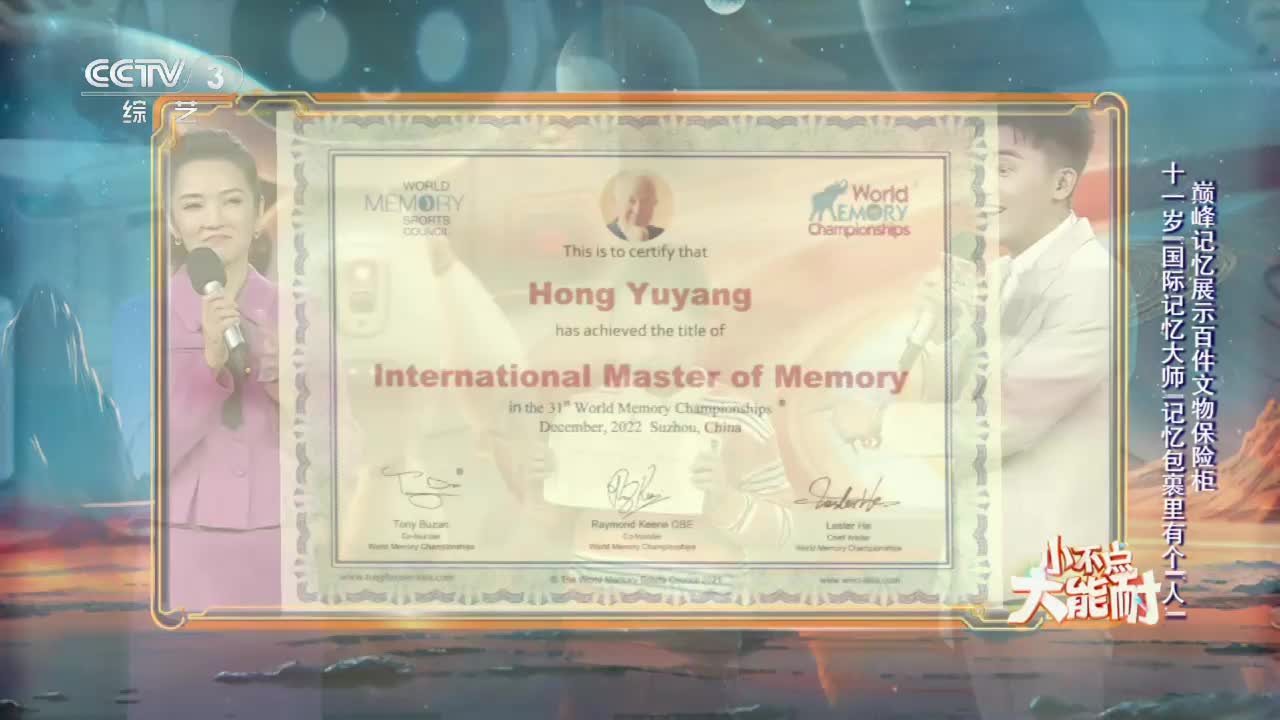 CCTV 3
综艺
WORLD
MEMORY
SPORTS
COUNCIL
World
MEMORY
Championships
This is to certify that
Hong Yuyang
has achieved the title of
International Master of Memory
in the 31st World Memory Championships
December, 2022 Suzhou, China
Tony Buzan
Co-founder
World Memory Championships
Raymond Keene OBE
Co-founder
World Memory Championships
Lester He
Chief Arbiter
World Memory Championships
© The World Memory Sports Council 2021
巅峰记忆展示百件文物保险柜
十一岁国际记忆大师 记忆包裹里有个人
小不点
大能耐